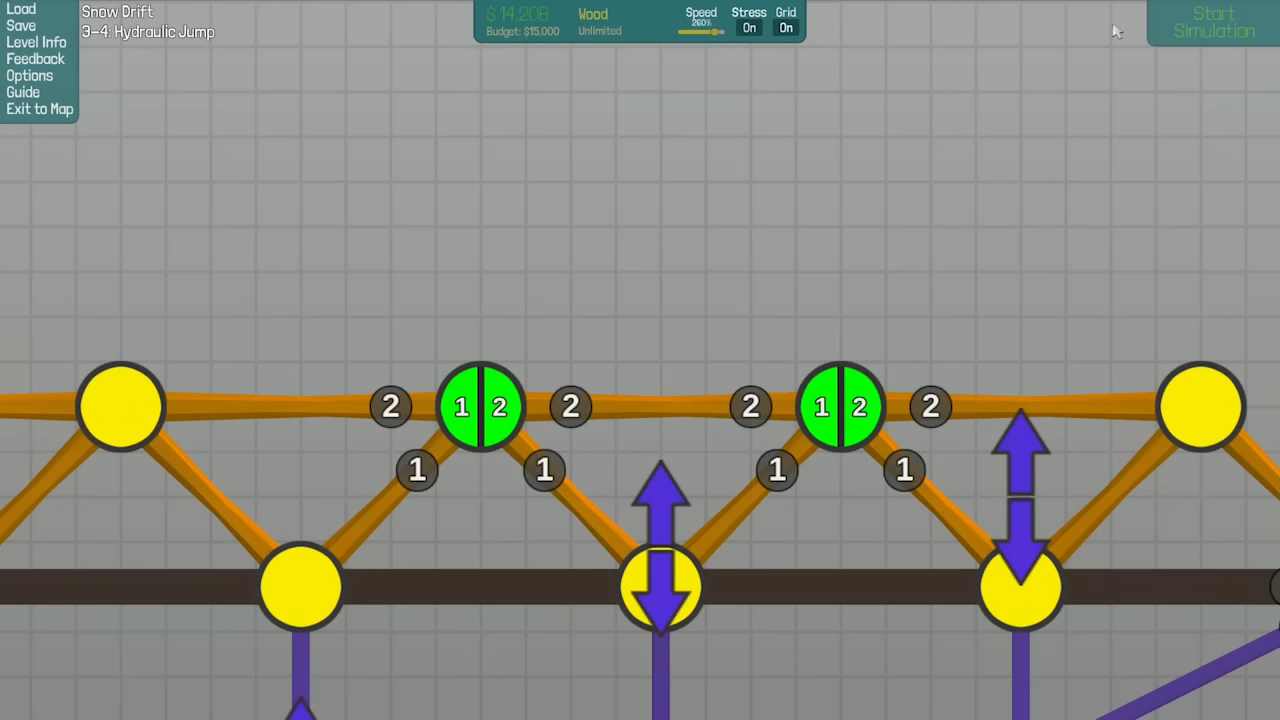 Load
Save
Level Info
Feedback
Options
Guide
Exit to Map
Snow Drift
3-4: Hydraulic Jump
$ 14,208
Budget: $15,000
Wood
Unlimited
Speed
260%
Stress
On
Grid
On
Start
Simulation
2 1 2 2 2 1 2 2
1 1 1 1